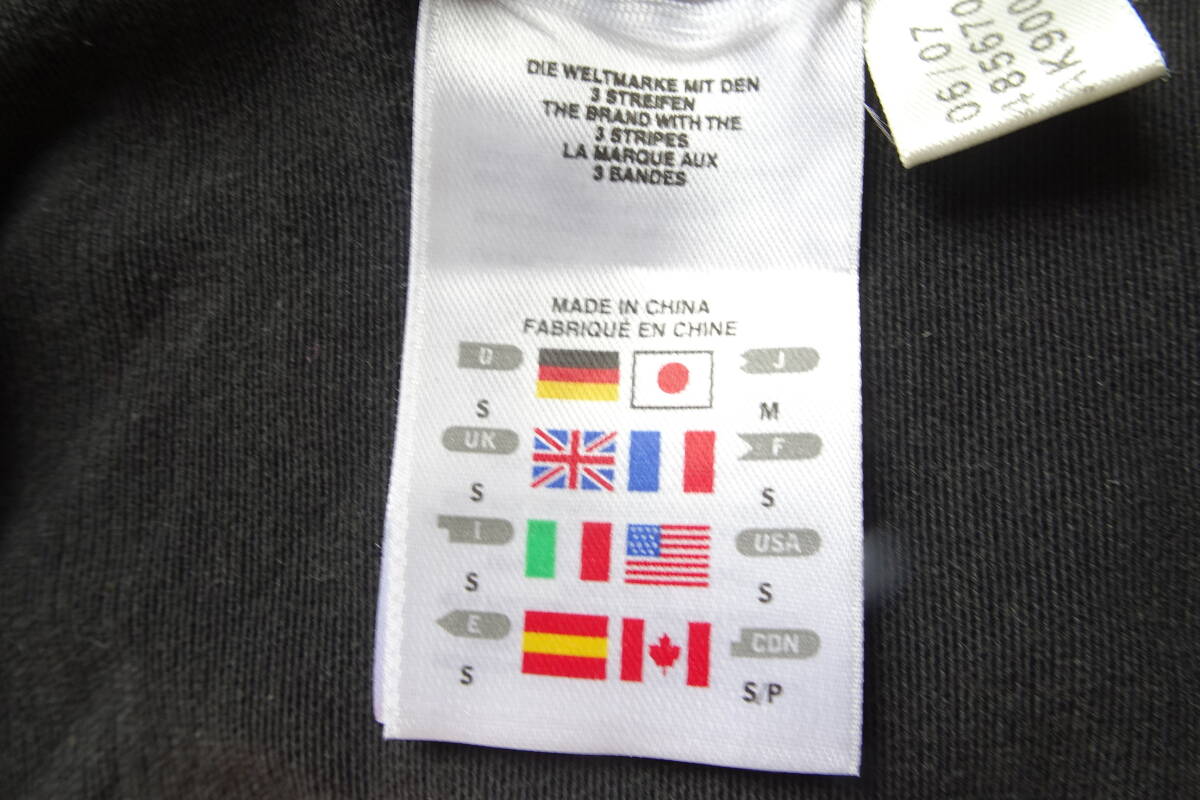 DIE WELTMARKE MIT DEN
3 STREIFEN
THE BRAND WITH THE
3 STRIPES
LA MARQUE AUX
3 BANDES
MADE IN CHINA
FABRIQUÉ EN CHINE
D J
S M
UK F
S S
I USA
S S
E CDN
S S/P
06/07